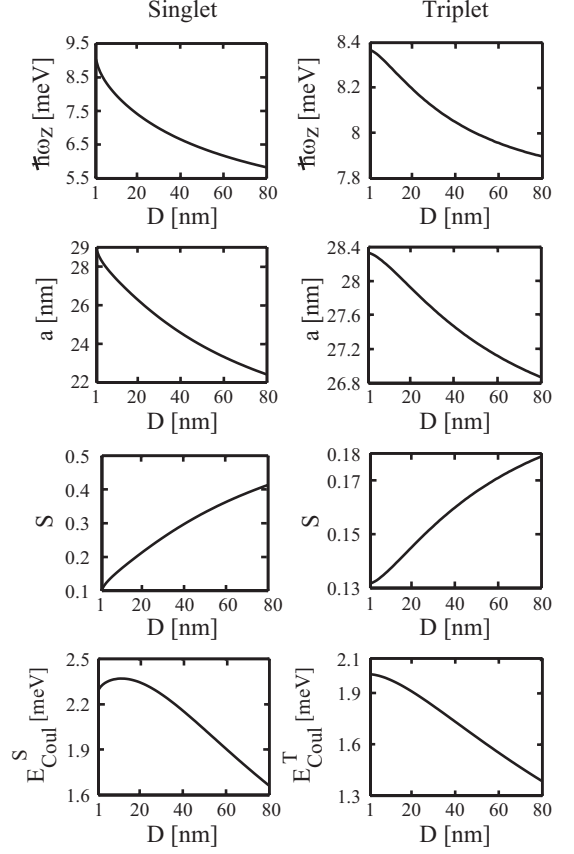 Singlet
Triplet
ħω_Z [meV]
9.5
8.5
7.5
6.5
5.5
1 20 40 60 80
D [nm]
ħω_Z [meV]
8.4
8.2
8
7.8
1 20 40 60 80
D [nm]
a [nm]
29
28
26
24
22
1 20 40 60 80
D [nm]
a [nm]
28.4
28
27.6
27.2
26.8
1 20 40 60 80
D [nm]
S
0.5
0.4
0.3
0.2
0.1
1 20 40 60 80
D [nm]
S
0.18
0.17
0.15
0.13
1 20 40 60 80
D [nm]
E^S_Coul [meV]
2.5
2.2
1.9
1.6
1 20 40 60 80
D [nm]
E^T_Coul [meV]
2.1
1.9
1.6
1.3
1 20 40 60 80
D [nm]